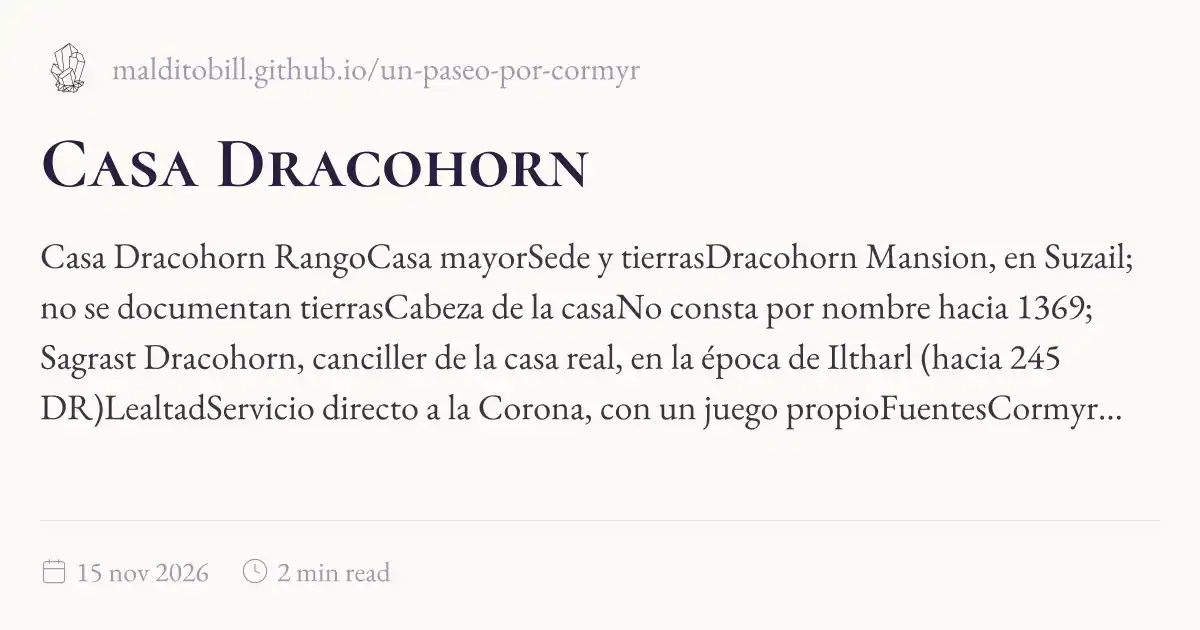 malditobill.github.io/un-paseo-por-cormyr
Casa Dracohorn
Casa Dracohorn RangoCasa mayorSede y tierrasDracohorn Mansion, en Suzail;
no se documentan tierrasCabeza de la casaNo consta por nombre hacia 1369;
Sagrast Dracohorn, canciller de la casa real, en la época de Iltharl (hacia 245
DR)LealtadServicio directo a la Corona, con un juego propioFuentesCormyr...
15 nov 2026 2 min read